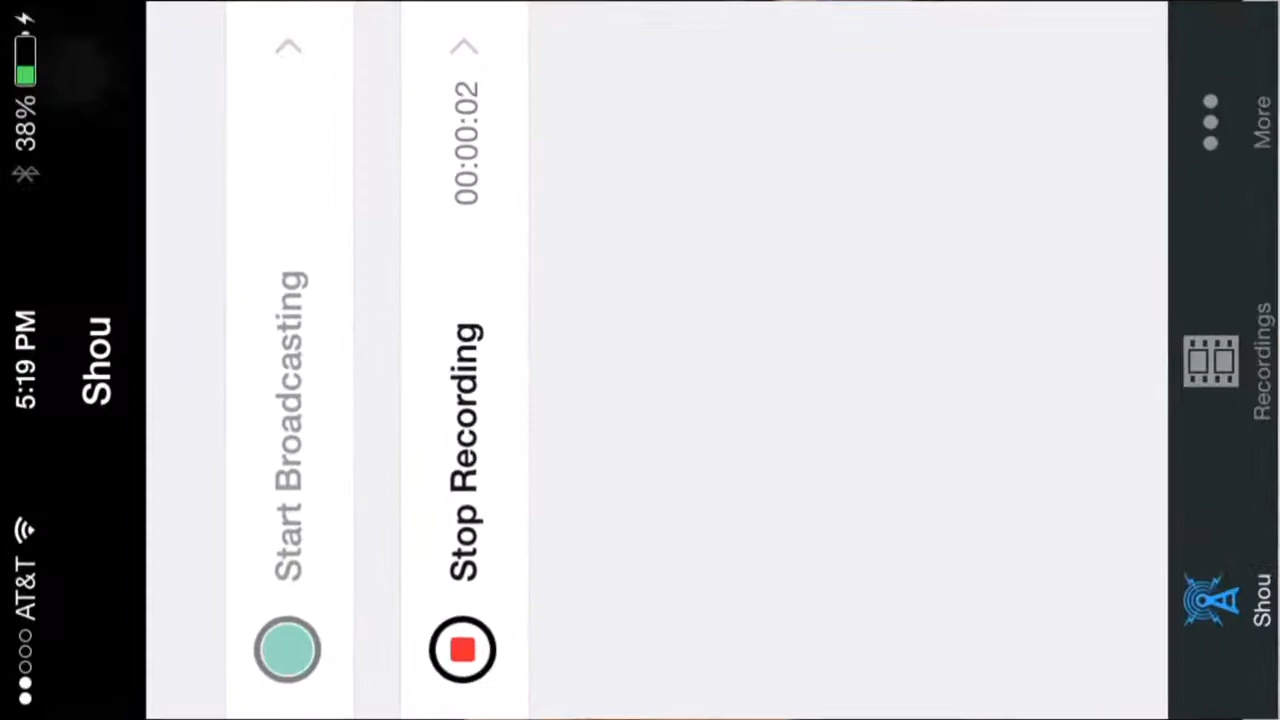 AT&T 5:19 PM 38%
Shou
Start Broadcasting
Stop Recording 00:00:02
Shou Recordings More